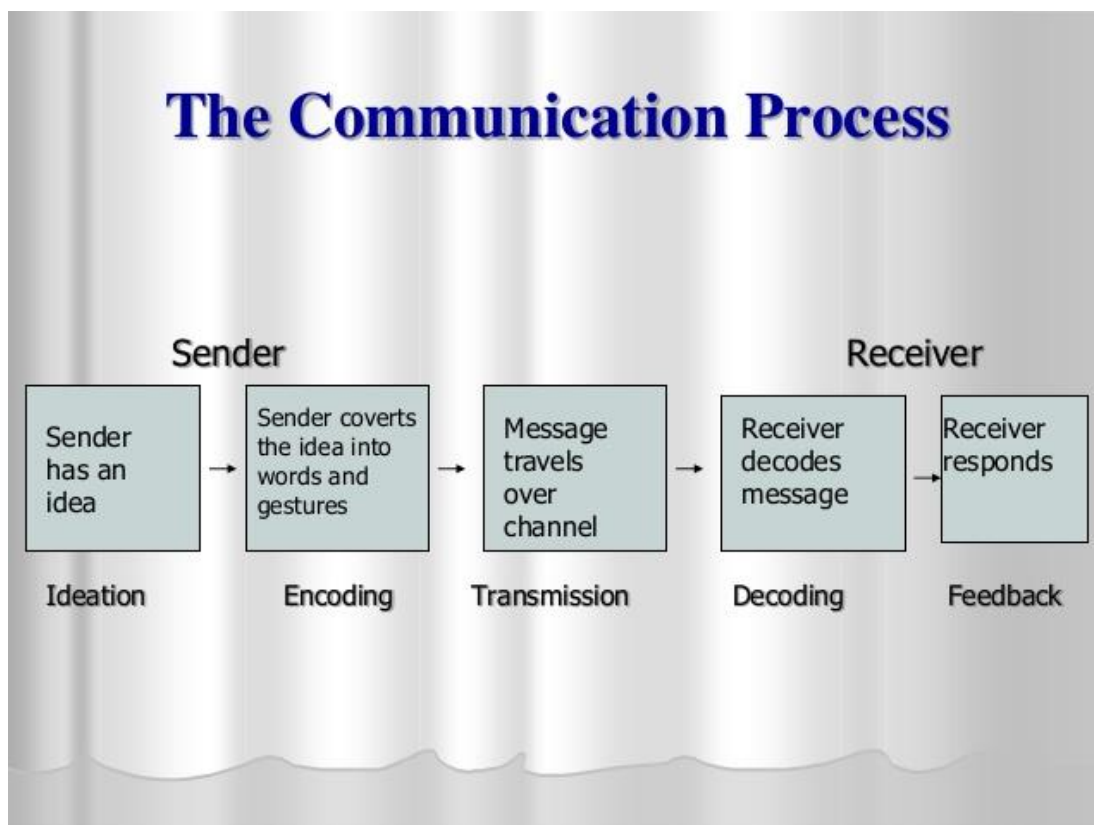 The Communication Process
Sender
Receiver
Sender
has an
idea
Sender coverts
the idea into
words and
gestures
Message
travels
over
channel
Receiver
decodes
message
Receiver
responds
Ideation
Encoding
Transmission
Decoding
Feedback